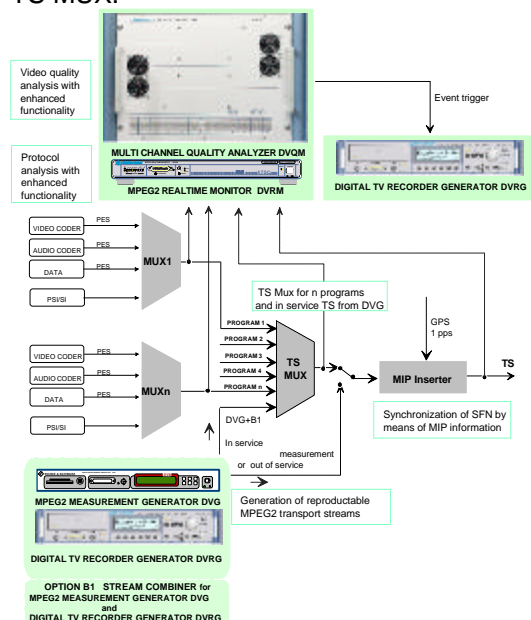 TS MUX.
Video quality
analysis with
enhanced
functionality
Protocol
analysis with
enhanced
functionality
MULTI CHANNEL QUALITY ANALYZER DVQM
MPEG2 REALTIME MONITOR DVRM
Event trigger
DIGITAL TV RECORDER GENERATOR DVRG
VIDEO CODER
PES
AUDIO CODER
PES
DATA
PES
PSI/SI
MUX1
VIDEO CODER
PES
AUDIO CODER
PES
DATA
PES
PSI/SI
MUXn
TS Mux for n programs
and in service TS from DVG
PROGRAM 1
PROGRAM 2
PROGRAM 3
PROGRAM 4
PROGRAM n
TS
MUX
DVG+B1
In service
measurement
or out of service
GPS
1 pps
TS
MIP Inserter
Synchronization of SFN by
means of MIP information
Generation of reproductable
MPEG2 transport streams
MPEG2 MEASUREMENT GENERATOR DVG
DIGITAL TV RECORDER GENERATOR DVRG
OPTION B1 STREAM COMBINER for
MPEG2 MEASUREMENT GENERATOR DVG
and
DIGITAL TV RECORDER GENERATOR DVRG